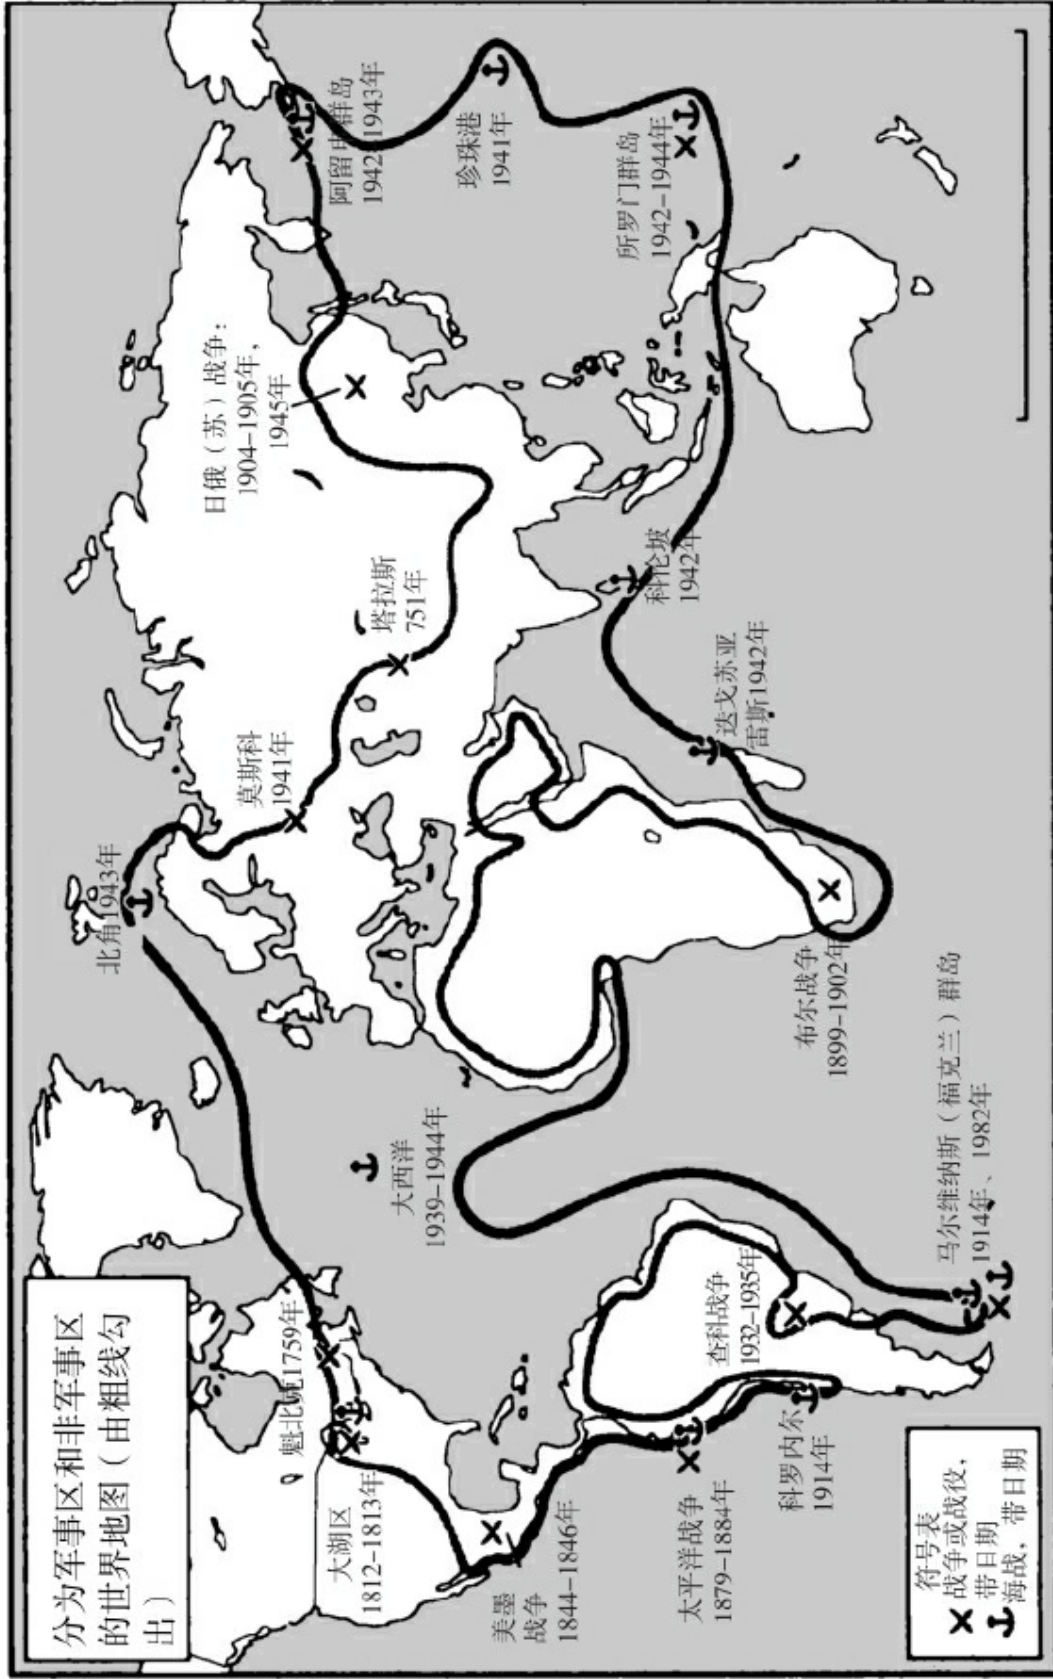 分为军事区和非军事区
的世界地图（由粗线勾
出）
北角1943年
莫斯科
1941年
塔拉斯
751年
日俄（苏）战争：
1904–1905年，
1945年
阿留申群岛
1942–1943年
珍珠港
1941年
所罗门群岛
1942–1944年
科伦坡
1942年
迭戈苏亚
雷斯1942年
布尔战争
1899–1902年
大西洋
1939–1944年
魁北克1759年
大湖区
1812–1813年
美墨
战争
1844–1846年
太平洋战争
1879–1884年
科罗内尔
1914年
查科战争
1932–1935年
马尔维纳斯（福克兰）群岛
1914年、1982年
符号表
战争或战役，
带日期
海战，带日期